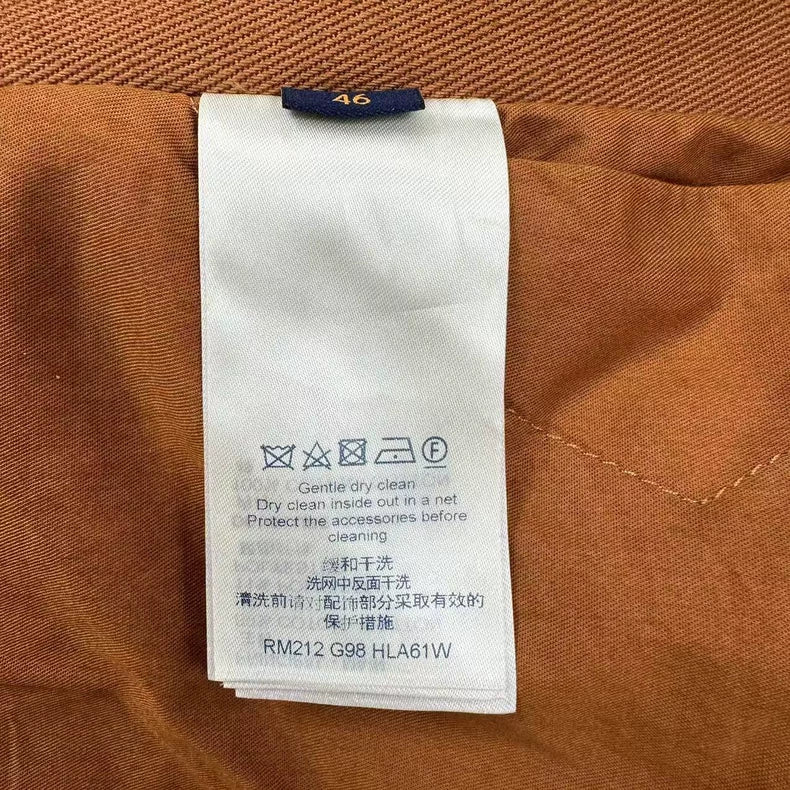 46
F
Gentle dry clean
Dry clean inside out in a net
Protect the accessories before
cleaning
缓和干洗
洗网中反面干洗
清洗前请对配饰部分采取有效的
保护措施
RM212 G98 HLA61W